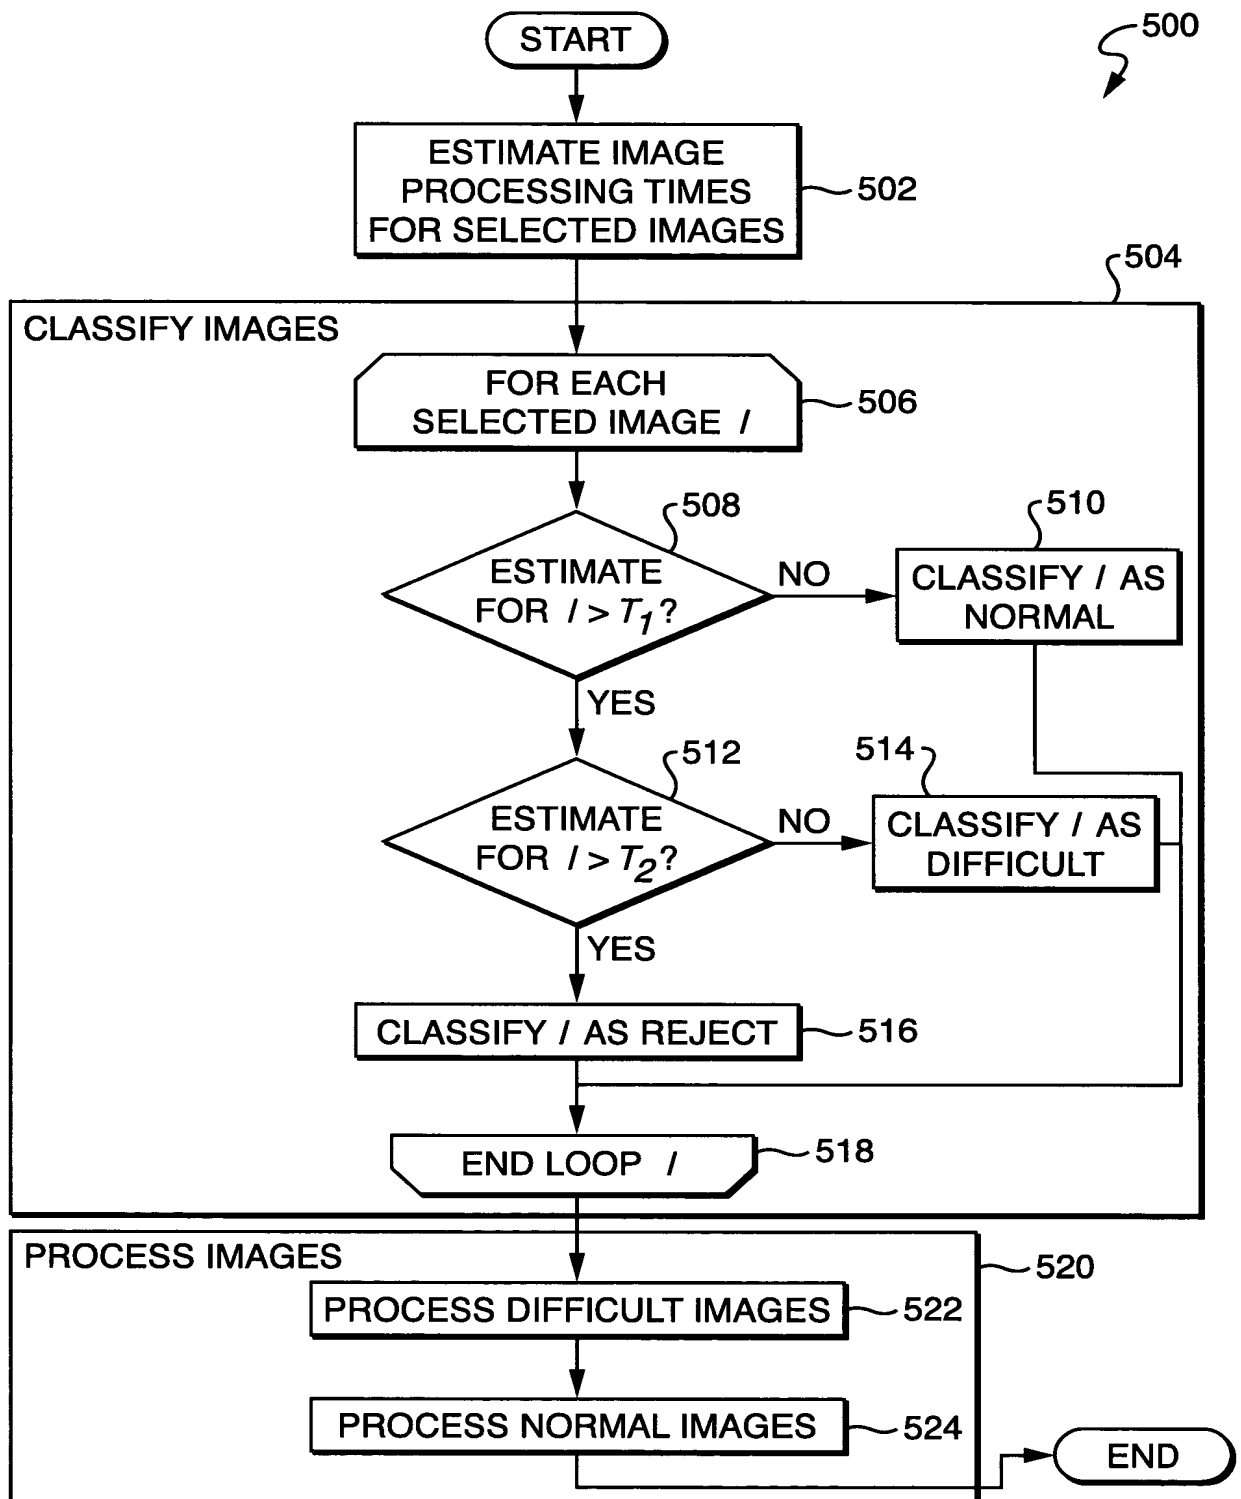 START
500
ESTIMATE IMAGE
PROCESSING TIMES
FOR SELECTED IMAGES
502
504
CLASSIFY IMAGES
FOR EACH
SELECTED IMAGE I
506
508
ESTIMATE
FOR I > T1?
NO
510
CLASSIFY I AS
NORMAL
YES
512
ESTIMATE
FOR I > T2?
NO
514
CLASSIFY I AS
DIFFICULT
YES
CLASSIFY I AS REJECT
516
END LOOP I
518
PROCESS IMAGES
520
PROCESS DIFFICULT IMAGES
522
PROCESS NORMAL IMAGES
524
END